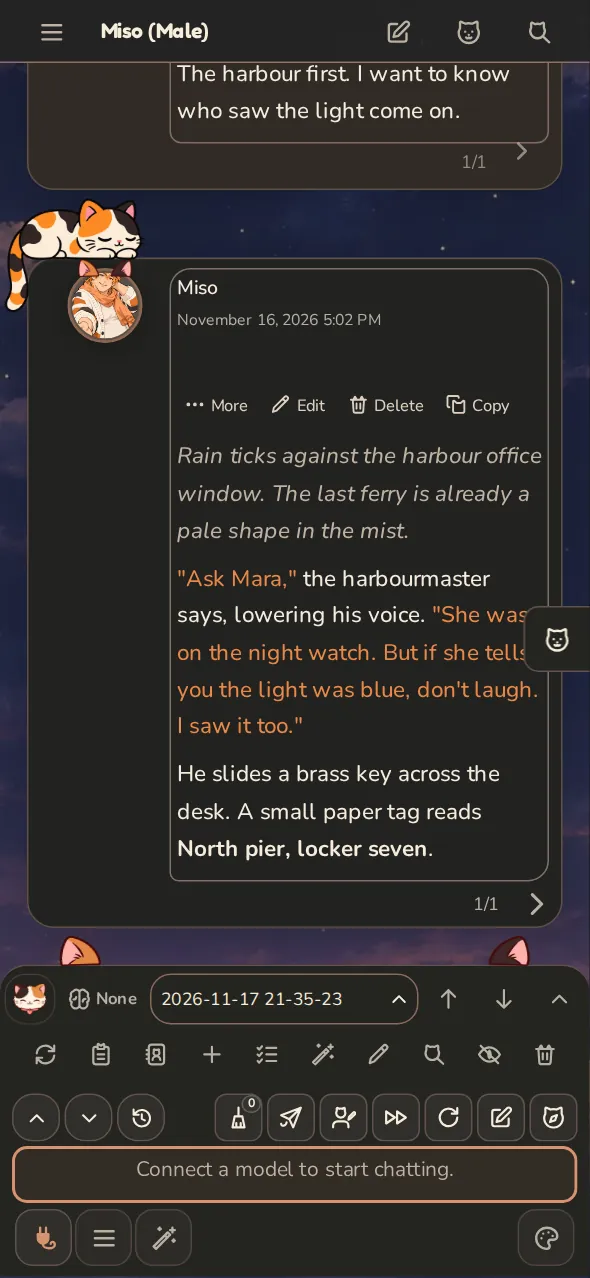 Miso (Male)
The harbour first. I want to know
who saw the light come on.
1/1
Miso
November 16, 2026 5:02 PM
More Edit Delete Copy
Rain ticks against the harbour office
window. The last ferry is already a
pale shape in the mist.
"Ask Mara," the harbourmaster
says, lowering his voice. "She was
on the night watch. But if she tells
you the light was blue, don't laugh.
I saw it too."
He slides a brass key across the
desk. A small paper tag reads
North pier, locker seven.
1/1
None 2026-11-17 21-35-23
0
Connect a model to start chatting.